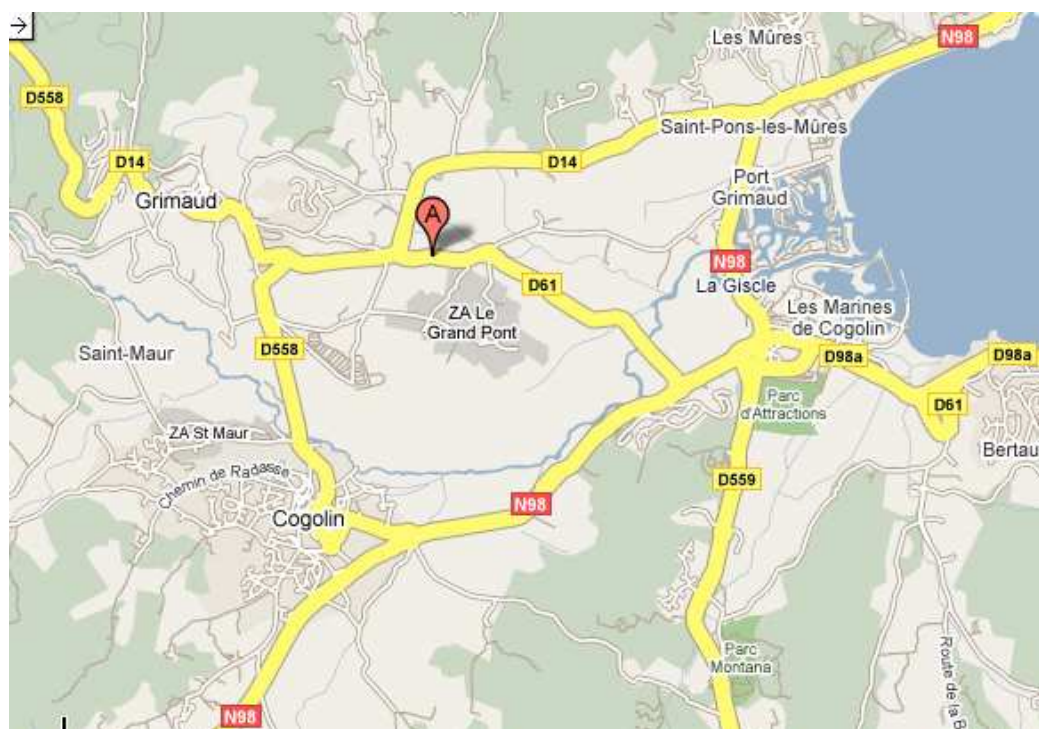 Les Mûres
N98
D558
Saint-Pons-les-Mûres
D14
D14
Port
Grimaud
Grimaud
A
N98
La Giscle
D61
Les Marines
de Cogolin
ZA Le
Grand Pont
Saint-Maur
D558
D98a
D98a
Parc
d'Attractions
D61
ZA St Maur
Bertau
Chemin de Radasse
D559
N98
Cogolin
Parc
Montana
Route de la B
N98